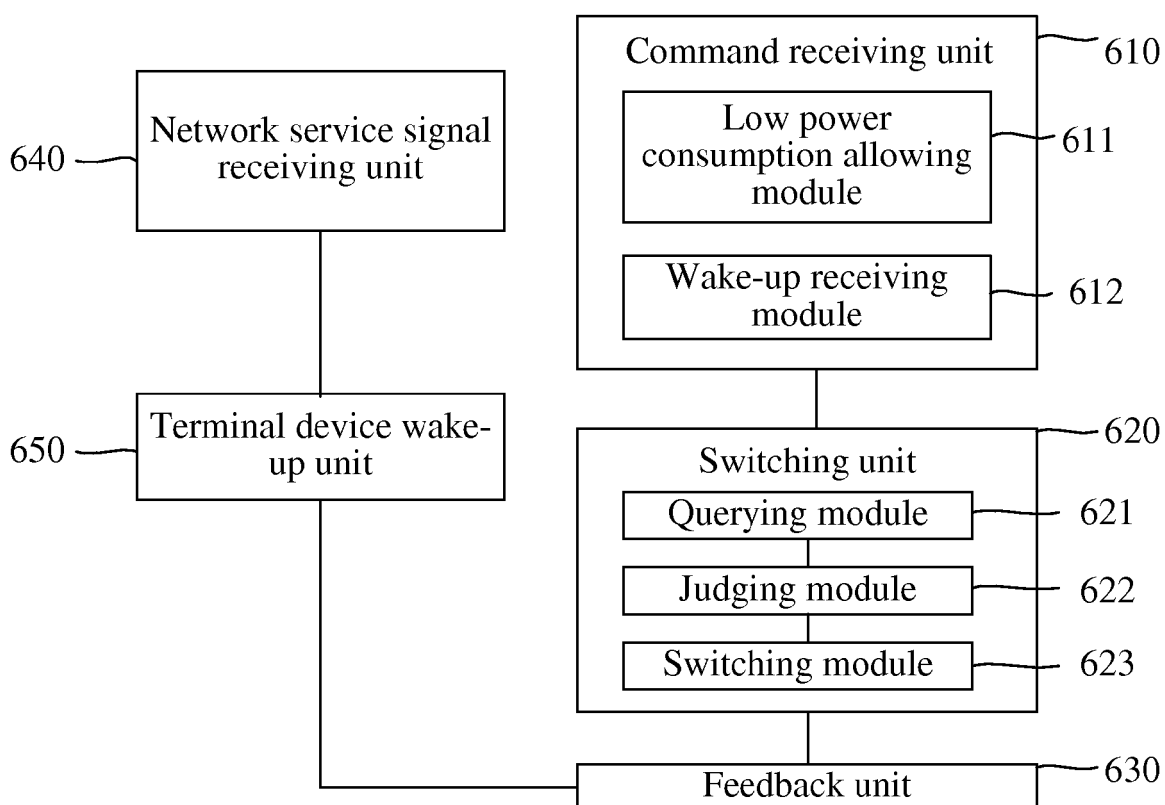 Command receiving unit
610
Low power
consumption allowing
module
611
Wake-up receiving
module
612
Network service signal
receiving unit
640
Terminal device wake-
up unit
650
620
Switching unit
Querying module
621
Judging module
622
Switching module
623
Feedback unit
630